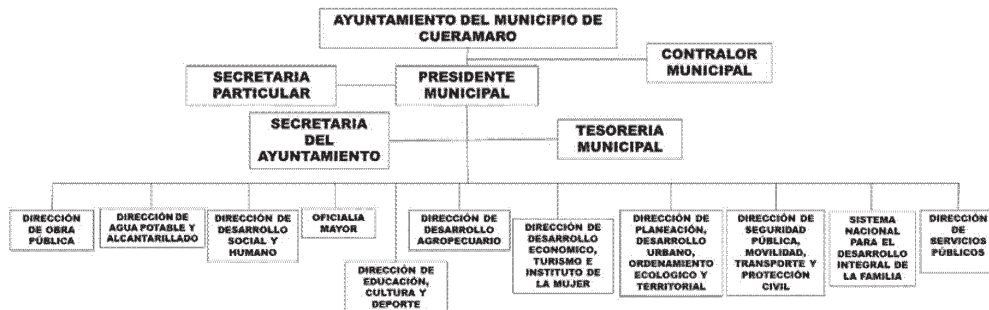 AYUNTAMIENTO DEL MUNICIPIO DE
CUERAMARO
CONTRALOR
MUNICIPAL
SECRETARIA
PARTICULAR
PRESIDENTE
MUNICIPAL
SECRETARIA
DEL
AYUNTAMIENTO
TESORERIA
MUNICIPAL
DIRECCIÓN
DE OBRA
PÚBLICA
DIRECCIÓN DE
AGUA POTABLE Y
ALCANTARILLADO
DIRECCIÓN DE
DESARROLLO
SOCIAL Y
HUMANO
OFICIALIA
MAYOR
DIRECCIÓN DE
EDUCACIÓN,
CULTURA Y
DEPORTE
DIRECCIÓN DE
DESARROLLO
AGROPECUARIO
DIRECCIÓN DE
DESARROLLO
ECONOMICO,
TURISMO E
INSTITUTO DE
LA MUJER
DIRECCIÓN DE
PLANEACIÓN,
DESARROLLO
URBANO,
ORDENAMIENTO
ECOLOGICO Y
TERRITORIAL
DIRECCIÓN DE
SEGURIDAD
PÚBLICA,
MOVILIDAD,
TRANSPORTE Y
PROTECCIÓN
CIVIL
SISTEMA
NACIONAL
PARA EL
DESARROLLO
INTEGRAL DE
LA FAMILIA
DIRECCIÓN
DE SERVICIOS
PÚBLICOS